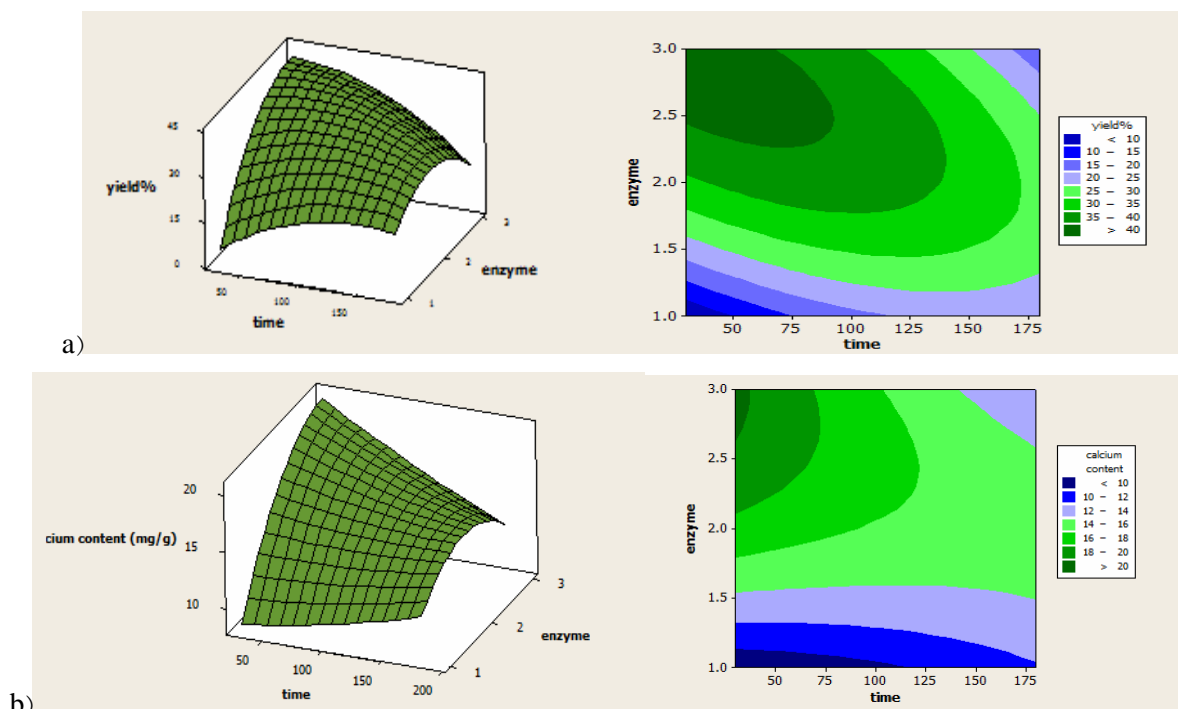 45
30
yield%
15
0
50
100
150
time
1
2
3
enzyme
3.0
2.5
2.0
1.5
1.0
enzyme
50
75
100
125
150
175
time
yield%
< 10
10 – 15
15 – 20
20 – 25
25 – 30
30 – 35
35 – 40
> 40
a)
20
cium content (mg/g)
15
10
50
100
150
200
time
1
2
3
enzyme
3.0
2.5
2.0
1.5
1.0
enzyme
50
75
100
125
150
175
time
calcium
content
< 10
10 – 12
12 – 14
14 – 16
16 – 18
18 – 20
> 20
b)